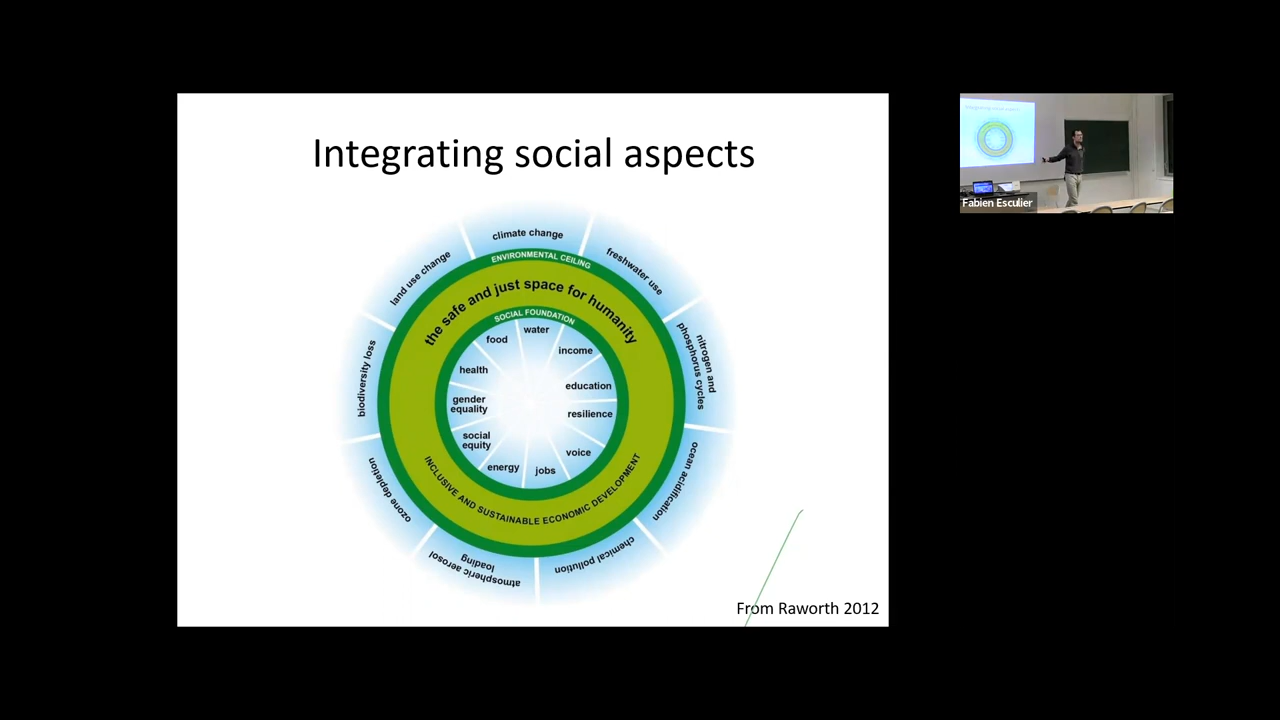 Integrating social aspects
climate change
freshwater use
nitrogen and
phosphorus cycles
ocean acidification
chemical pollution
atmospheric aerosol
loading
ozone depletion
biodiversity loss
land use change
ENVIRONMENTAL CEILING
the safe and just space for humanity
SOCIAL FOUNDATION
water
income
education
resilience
voice
jobs
energy
social
equity
gender
equality
health
food
INCLUSIVE AND SUSTAINABLE ECONOMIC DEVELOPMENT
From Raworth 2012
Integrating social aspects
Fabien Esculier